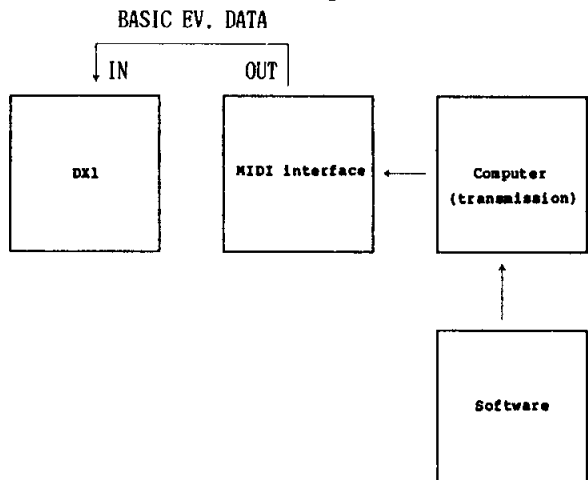 BASIC EV. DATA
IN
OUT
DX1
MIDI interface
Computer
(transmission)
Software